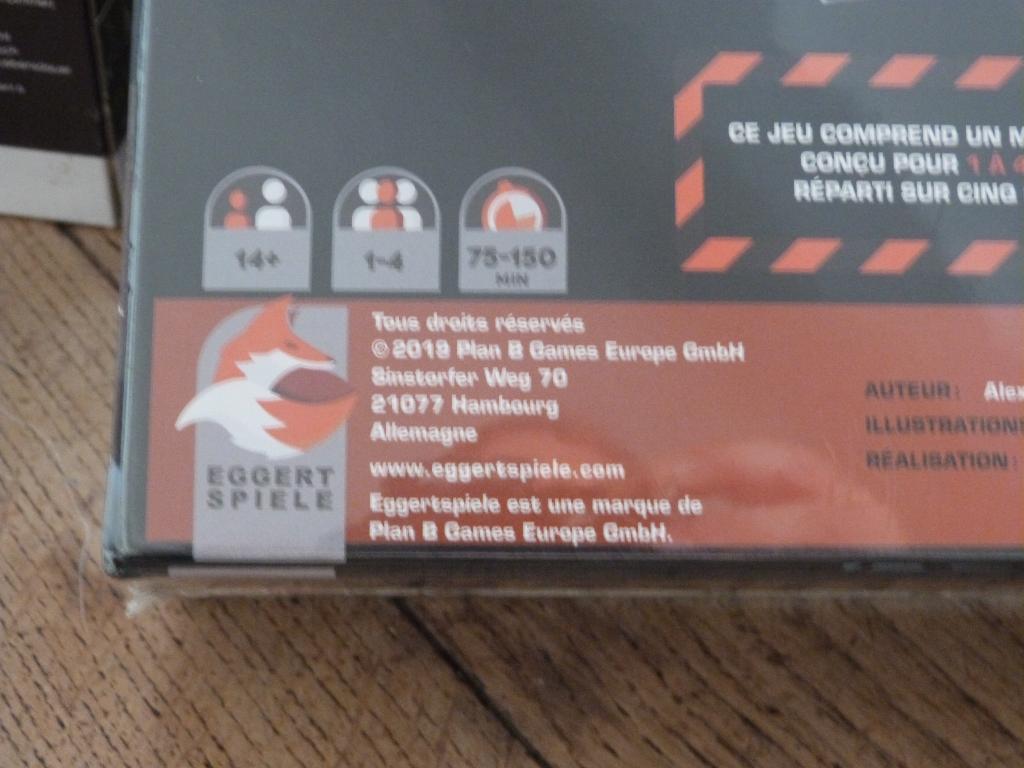 CE JEU COMPREND UN
CONÇU POUR 1 À 4
RÉPARTI SUR CINQ
14+
1-4
75-150
MIN
Tous droits réservés
© 2019 Plan B Games Europe GmbH
Sinstorfer Weg 70
21077 Hambourg
Allemagne
www.eggertspiele.com
Eggertspiele est une marque de
Plan B Games Europe GmbH.
EGGERT
SPIELE
AUTEUR: Alex
ILLUSTRATIONS
RÉALISATION: